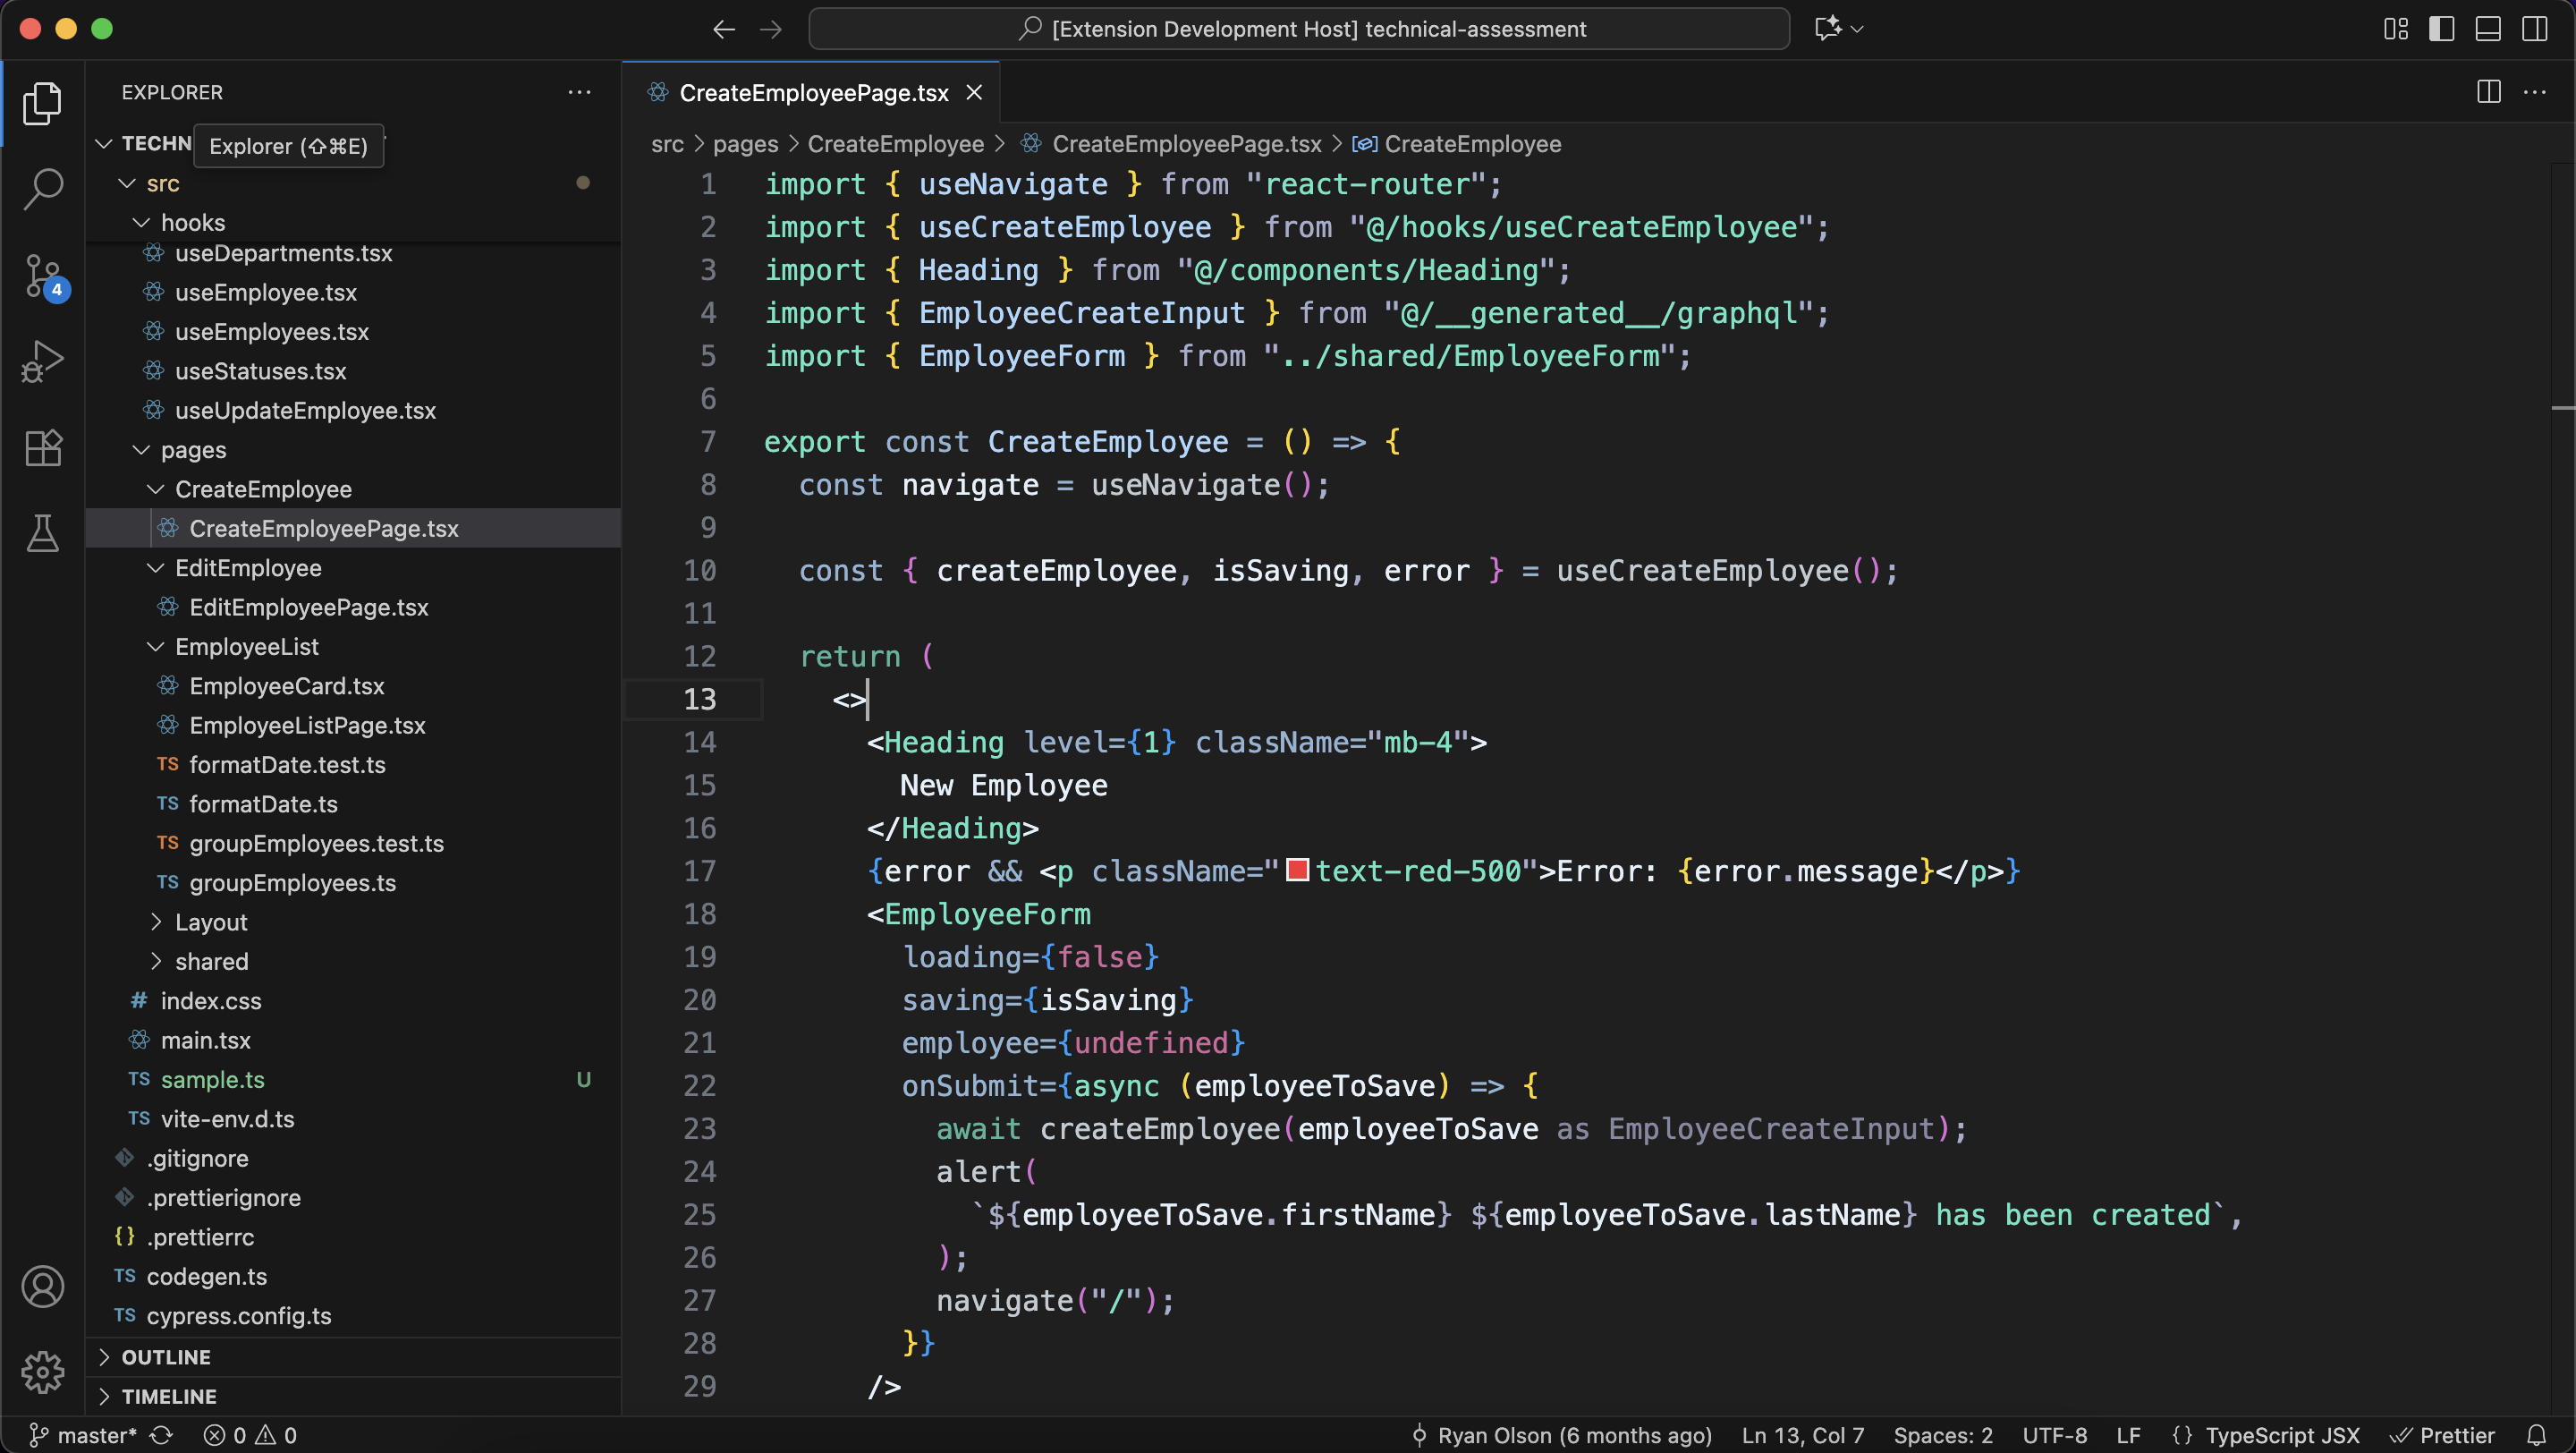 [Extension Development Host] technical-assessment
EXPLORER
TECHN
Explorer (⇧⌘E)
src
hooks
useDepartments.tsx
useEmployee.tsx
useEmployees.tsx
useStatuses.tsx
useUpdateEmployee.tsx
pages
CreateEmployee
CreateEmployeePage.tsx
EditEmployee
EditEmployeePage.tsx
EmployeeList
EmployeeCard.tsx
EmployeeListPage.tsx
TS formatDate.test.ts
TS formatDate.ts
TS groupEmployees.test.ts
TS groupEmployees.ts
Layout
shared
# index.css
main.tsx
TS sample.ts U
TS vite-env.d.ts
.gitignore
.prettierignore
{} .prettierrc
TS codegen.ts
TS cypress.config.ts
OUTLINE
TIMELINE
4
CreateEmployeePage.tsx
src > pages > CreateEmployee > CreateEmployeePage.tsx > CreateEmployee
1 import { useNavigate } from "react-router";
2 import { useCreateEmployee } from "@/hooks/useCreateEmployee";
3 import { Heading } from "@/components/Heading";
4 import { EmployeeCreateInput } from "@/__generated__/graphql";
5 import { EmployeeForm } from "../shared/EmployeeForm";
6
7 export const CreateEmployee = () => {
8 const navigate = useNavigate();
9
10 const { createEmployee, isSaving, error } = useCreateEmployee();
11
12 return (
13 <>
14 <Heading level={1} className="mb-4">
15 New Employee
16 </Heading>
17 {error && <p className="text-red-500">Error: {error.message}</p>}
18 <EmployeeForm
19 loading={false}
20 saving={isSaving}
21 employee={undefined}
22 onSubmit={async (employeeToSave) => {
23 await createEmployee(employeeToSave as EmployeeCreateInput);
24 alert(
25 `${employeeToSave.firstName} ${employeeToSave.lastName} has been created`,
26 );
27 navigate("/");
28 }}
29 />
master* 0 0 Ryan Olson (6 months ago) Ln 13, Col 7 Spaces: 2 UTF-8 LF {} TypeScript JSX Prettier